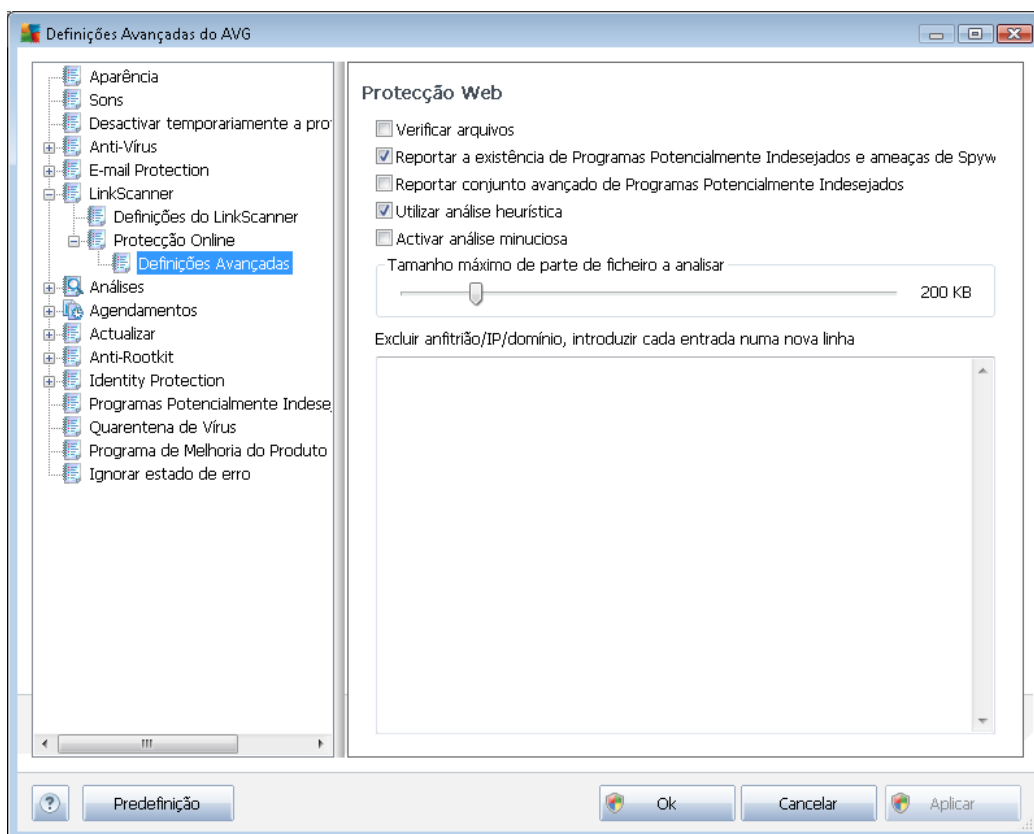 Definições Avançadas do AVG
Aparência
Sons
Desactivar temporariamente a pro
Anti-Vírus
E-mail Protection
LinkScanner
Definições do LinkScanner
Protecção Online
Definições Avançadas
Análises
Agendamentos
Actualizar
Anti-Rootkit
Identity Protection
Programas Potencialmente Indesej
Quarentena de Vírus
Programa de Melhoria do Produto
Ignorar estado de erro
Protecção Web
Verificar arquivos
Reportar a existência de Programas Potencialmente Indesejados e ameaças de Spyw
Reportar conjunto avançado de Programas Potencialmente Indesejados
Utilizar análise heurística
Activar análise minuciosa
Tamanho máximo de parte de ficheiro a analisar
200 KB
Excluir anfitrião/IP/domínio, introduzir cada entrada numa nova linha
?
Predefinição
Ok
Cancelar
Aplicar